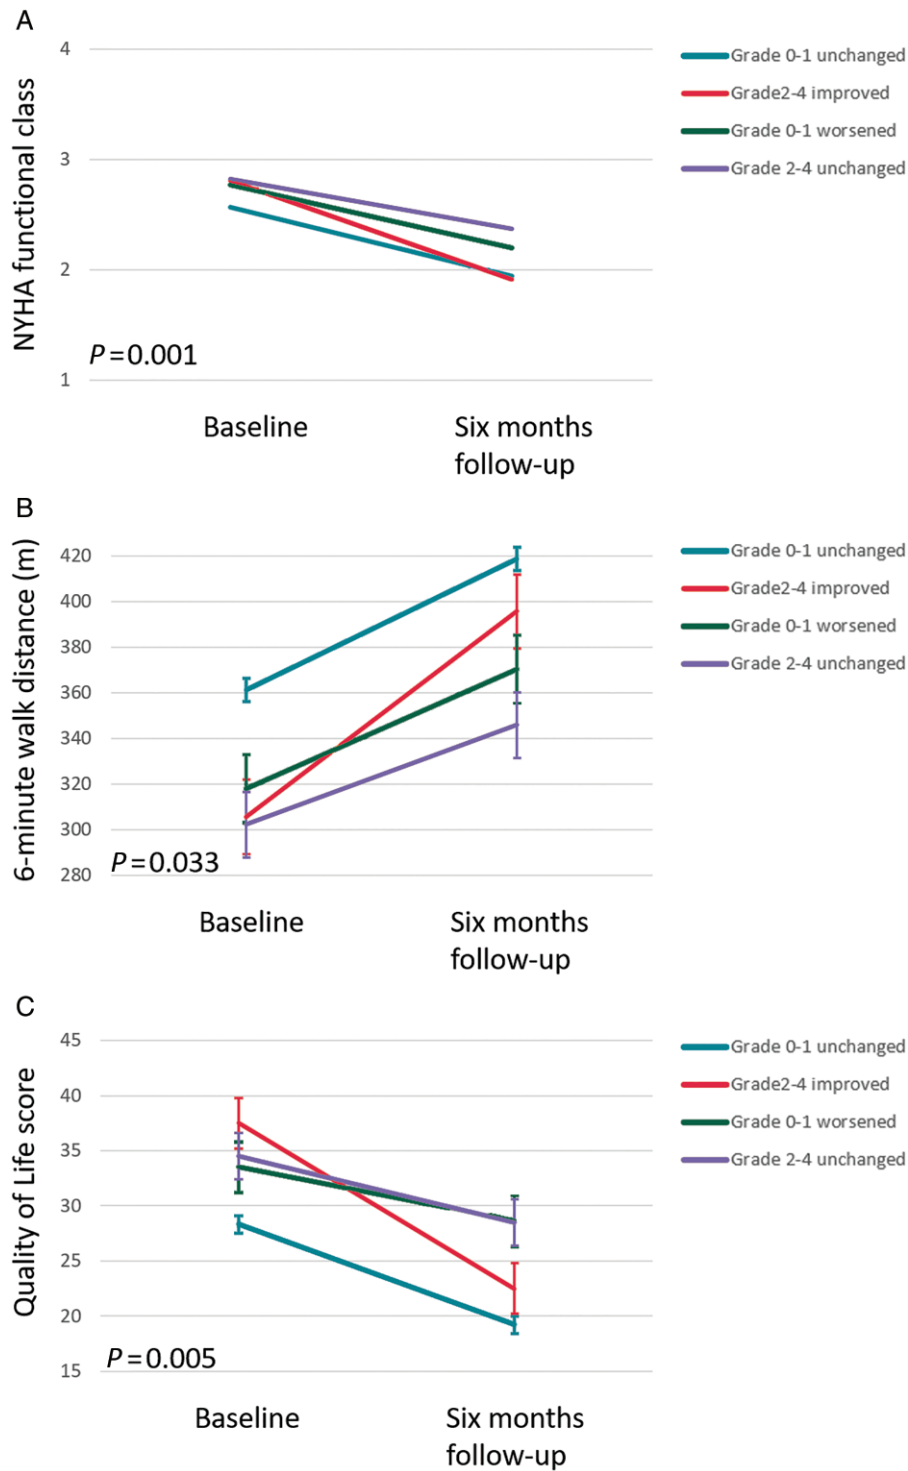 A
4
3
2
1
NYHA functional class
P=0.001
Baseline
Six months
follow-up
Grade 0-1 unchanged
Grade2-4 improved
Grade 0-1 worsened
Grade 2-4 unchanged
B
420
400
380
360
340
320
300
280
6-minute walk distance (m)
P=0.033
Baseline
Six months
follow-up
Grade 0-1 unchanged
Grade2-4 improved
Grade 0-1 worsened
Grade 2-4 unchanged
C
45
40
35
30
25
20
15
Quality of Life score
P=0.005
Baseline
Six months
follow-up
Grade 0-1 unchanged
Grade2-4 improved
Grade 0-1 worsened
Grade 2-4 unchanged